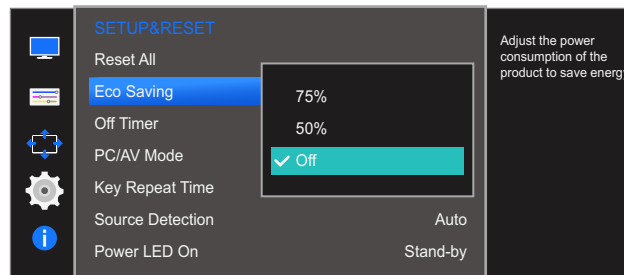 SETUP&RESET
Reset All
Eco Saving
75%
50%
Off
Off Timer
PC/AV Mode
Key Repeat Time
Source Detection Auto
Power LED On Stand-by
Adjust the power
consumption of the
product to save energy